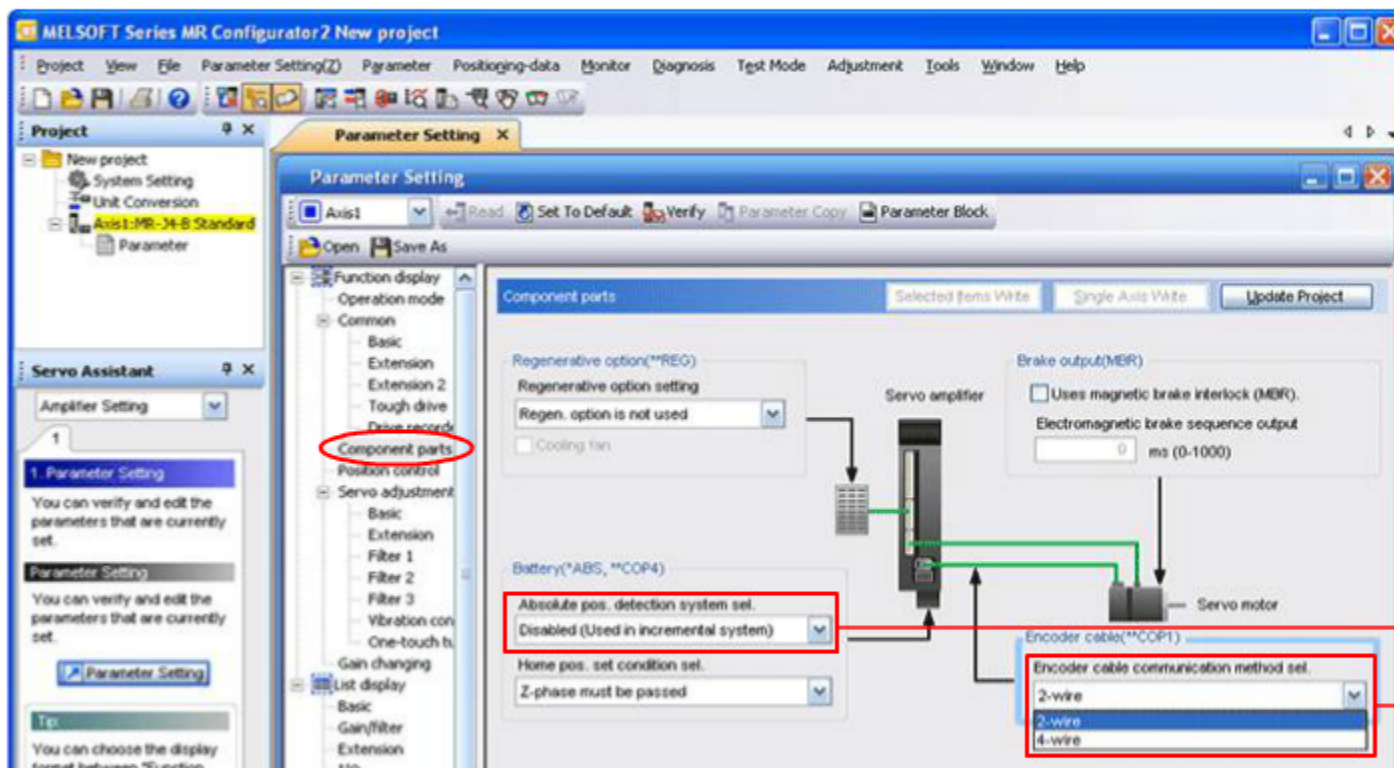 MELSOFT Series MR Configurator2 New project
Project View File Parameter Setting(Z) Parameter Positioning-data Monitor Diagnosis Test Mode Adjustment Tools Window Help
Project
New project
System Setting
Unit Conversion
Axis1:MR-J4-B Standard
Parameter
Servo Assistant
Amplifier Setting
1
1. Parameter Setting
You can verify and edit the
parameters that are currently
set.
Parameter Setting
You can verify and edit the
parameters that are currently
set.
Parameter Setting
Tip:
You can choose the display
format between "Function
Parameter Setting
Parameter Setting
Axis1
Read Set To Default Verify Parameter Copy Parameter Block
Open Save As
Function display
Operation mode
Common
Basic
Extension
Extension 2
Tough drive
Drive recorde
Component parts
Position control
Servo adjustment
Basic
Extension
Filter 1
Filter 2
Filter 3
Vibration con
One-touch tu
Gain changing
List display
Basic
Gain/filter
Extension
Component parts
Selected Items Write Single Axis Write Update Project
Regenerative option(**REG)
Regenerative option setting
Regen. option is not used
Cooling fan
Servo amplifier
Brake output(MBR)
Uses magnetic brake interlock (MBR).
Electromagnetic brake sequence output
0 ms (0-1000)
Battery(*ABS, **COP4)
Absolute pos. detection system sel.
Disabled (Used in incremental system)
Home pos. set condition sel.
Z-phase must be passed
Servo motor
Encoder cable(**COP1)
Encoder cable communication method sel.
2-wire
2-wire
4-wire